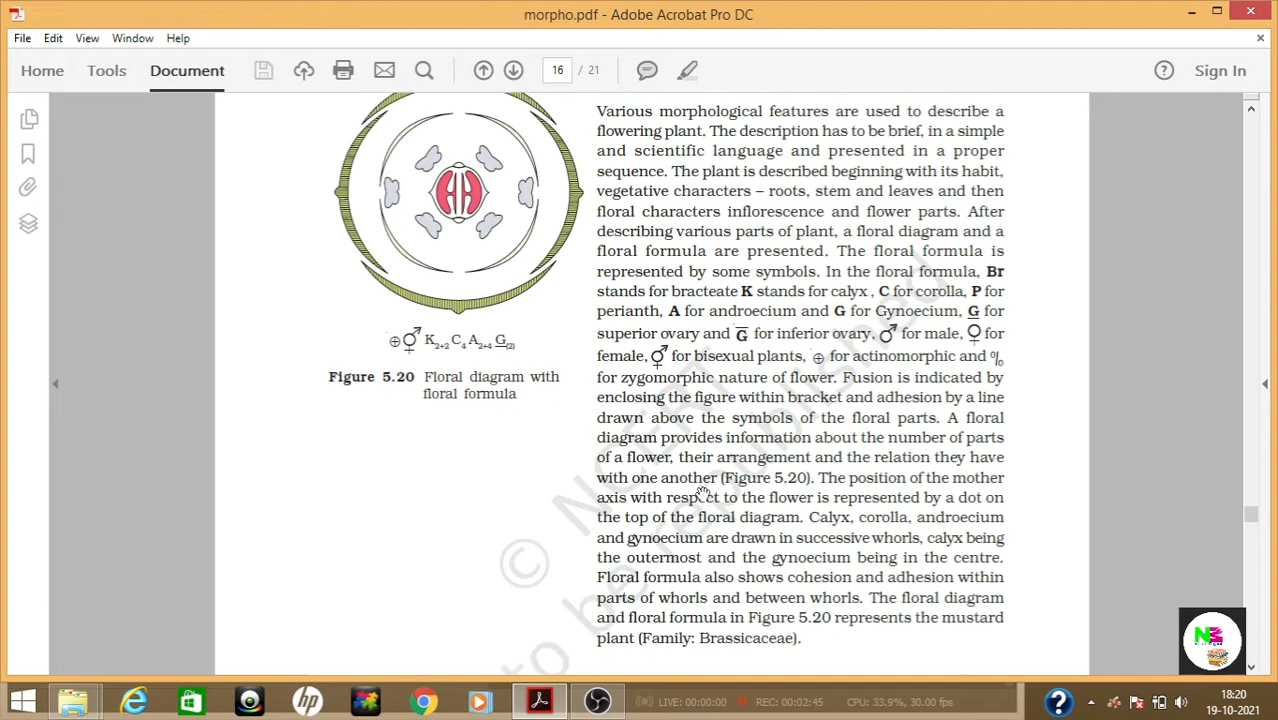 morpho.pdf - Adobe Acrobat Pro DC
File Edit View Window Help
Home Tools Document 16 / 21 Sign In
Various morphological features are used to describe a
flowering plant. The description has to be brief, in a simple
and scientific language and presented in a proper
sequence. The plant is described beginning with its habit,
vegetative characters – roots, stem and leaves and then
floral characters inflorescence and flower parts. After
describing various parts of plant, a floral diagram and a
floral formula are presented. The floral formula is
represented by some symbols. In the floral formula, Br
stands for bracteate K stands for calyx , C for corolla, P for
perianth, A for androecium and G for Gynoecium, G̲ for
superior ovary and G̅ for inferior ovary, ♂ for male, ♀ for
female, ⚥ for bisexual plants, ⊕ for actinomorphic and %
for zygomorphic nature of flower. Fusion is indicated by
enclosing the figure within bracket and adhesion by a line
drawn above the symbols of the floral parts. A floral
diagram provides information about the number of parts
of a flower, their arrangement and the relation they have
with one another (Figure 5.20). The position of the mother
axis with respect to the flower is represented by a dot on
the top of the floral diagram. Calyx, corolla, androecium
and gynoecium are drawn in successive whorls, calyx being
the outermost and the gynoecium being in the centre.
Floral formula also shows cohesion and adhesion within
parts of whorls and between whorls. The floral diagram
and floral formula in Figure 5.20 represents the mustard
plant (Family: Brassicaceae).
⊕ ⚥ K2+2 C4 A2+4 G̲(2)
Figure 5.20 Floral diagram with
floral formula
© NCERT
to be republished
LIVE: 00:00:00 REC: 00:02:45 CPU: 33.9%, 30.00 fps
18:20
19-10-2021